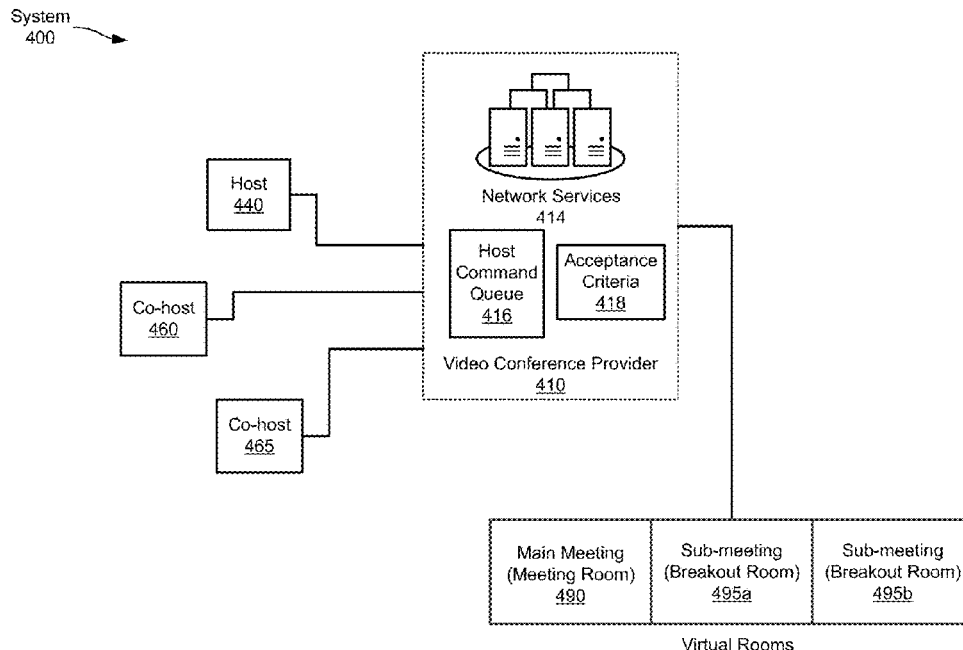 System
400
Network Services
414
Host
440
Host
Command
Queue
416
Acceptance
Criteria
418
Co-host
460
Video Conference Provider
410
Co-host
465
Main Meeting
(Meeting Room)
490
Sub-meeting
(Breakout Room)
495a
Sub-meeting
(Breakout Room)
495b
Virtual Rooms